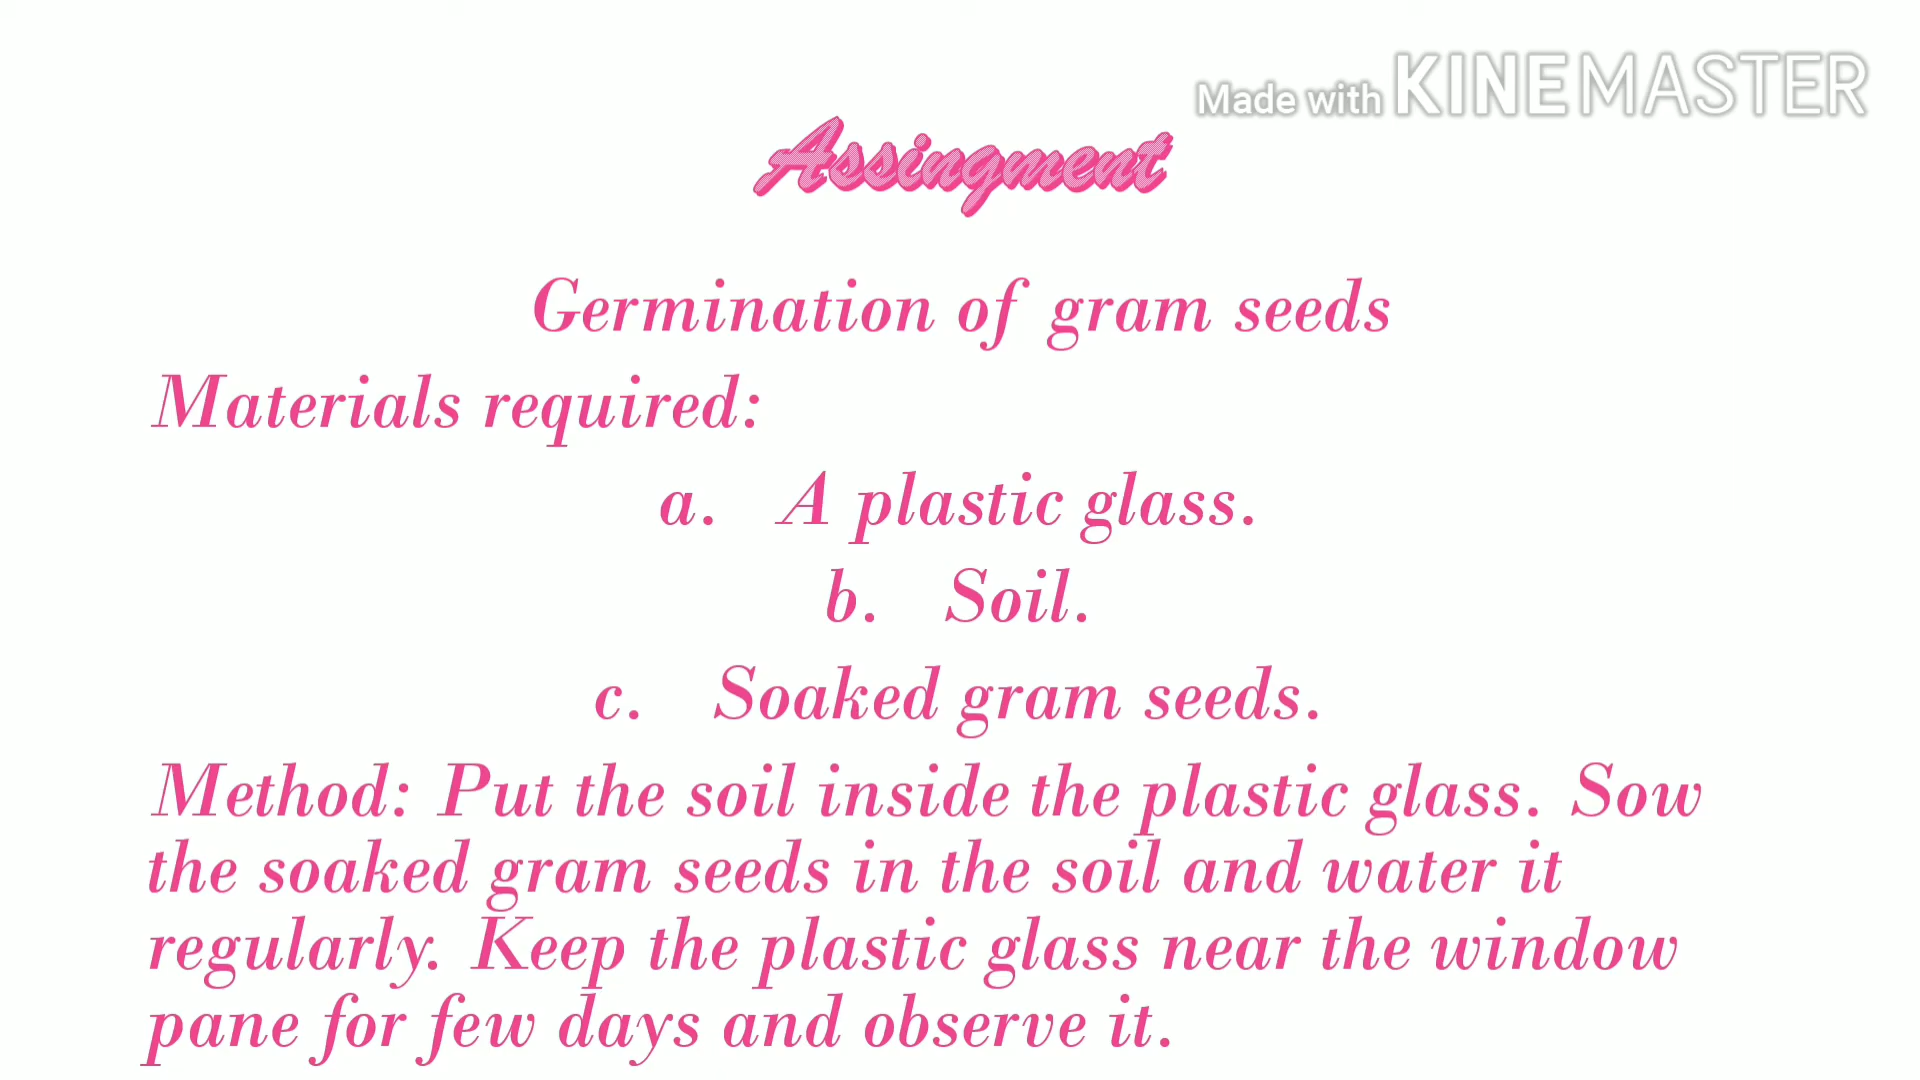 Made with KINEMASTER
Assingment
Germination of gram seeds
Materials required:
a. A plastic glass.
b. Soil.
c. Soaked gram seeds.
Method: Put the soil inside the plastic glass. Sow
the soaked gram seeds in the soil and water it
regularly. Keep the plastic glass near the window
pane for few days and observe it.